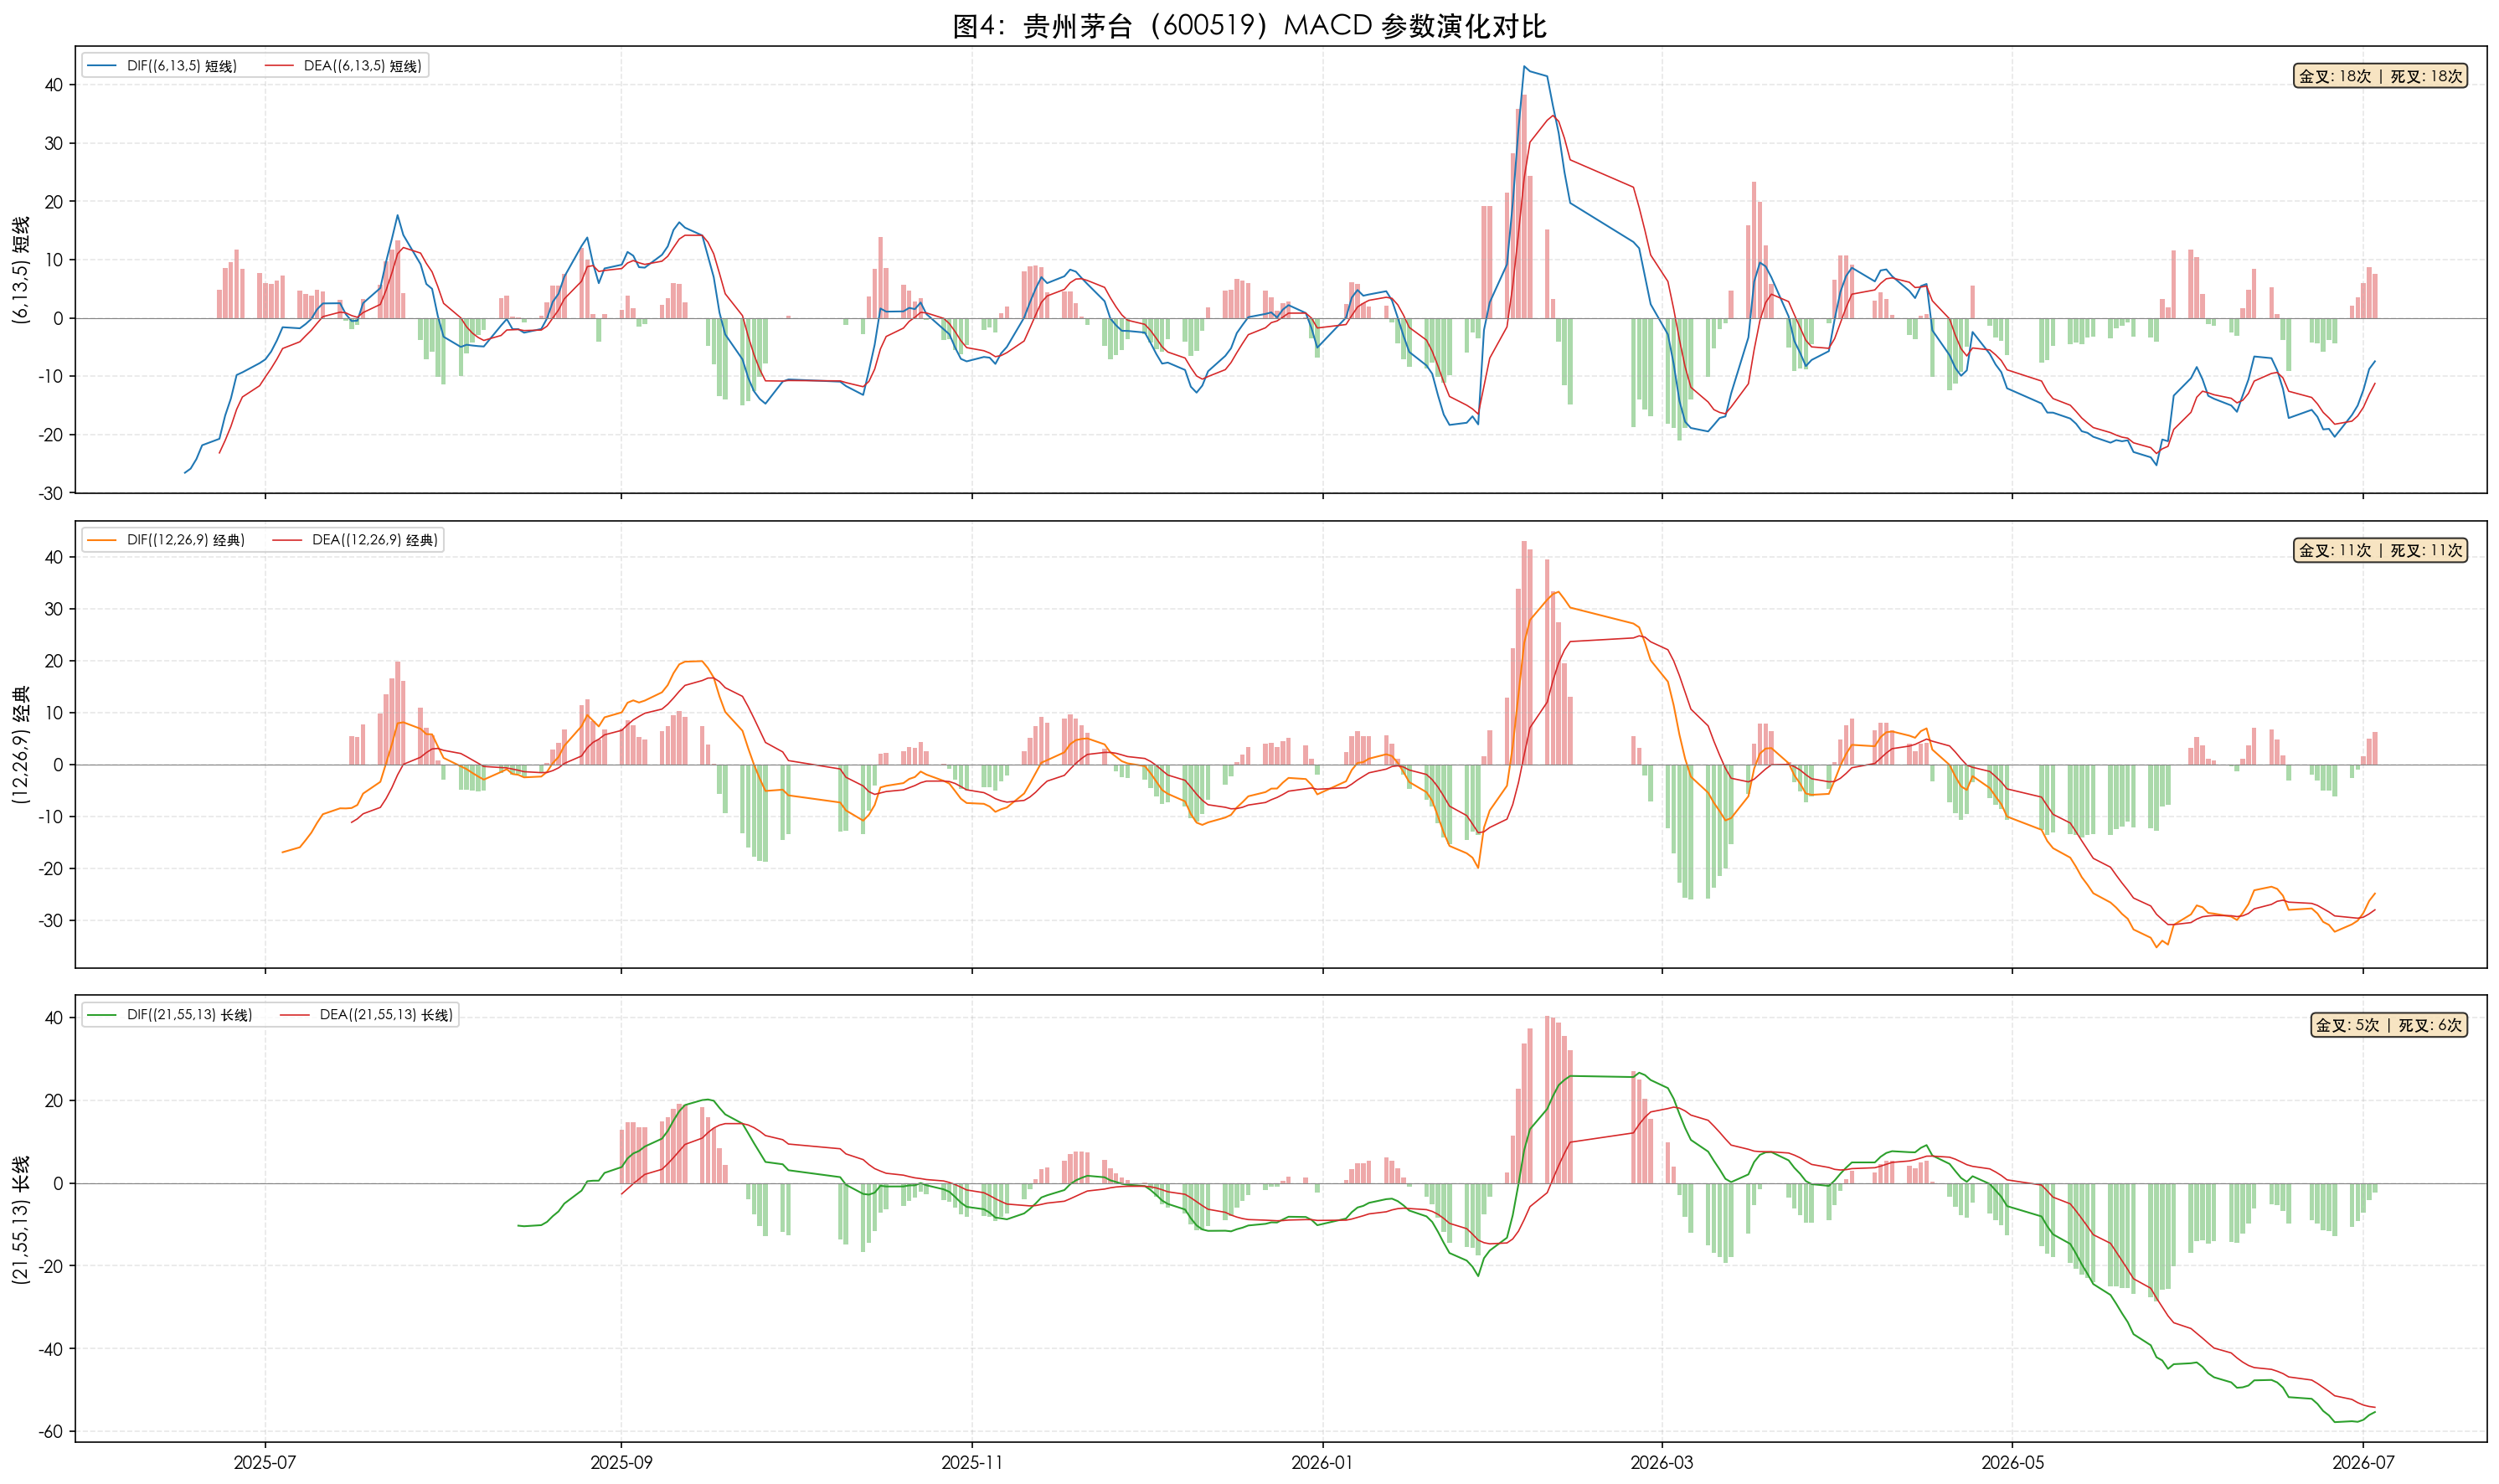 图4：贵州茅台（600519）MACD 参数演化对比
DIF((6,13,5) 短线)
DEA((6,13,5) 短线)
金叉: 18次 | 死叉: 18次
(6,13,5) 短线
40
30
20
10
0
-10
-20
-30
DIF((12,26,9) 经典)
DEA((12,26,9) 经典)
金叉: 11次 | 死叉: 11次
(12,26,9) 经典
40
30
20
10
0
-10
-20
-30
DIF((21,55,13) 长线)
DEA((21,55,13) 长线)
金叉: 5次 | 死叉: 6次
(21,55,13) 长线
40
20
0
-20
-40
-60
2025-07
2025-09
2025-11
2026-01
2026-03
2026-05
2026-07